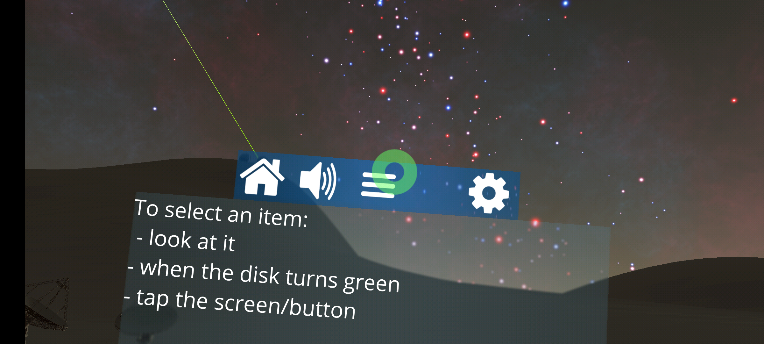 To select an item:
- look at it
- when the disk turns green
- tap the screen/button